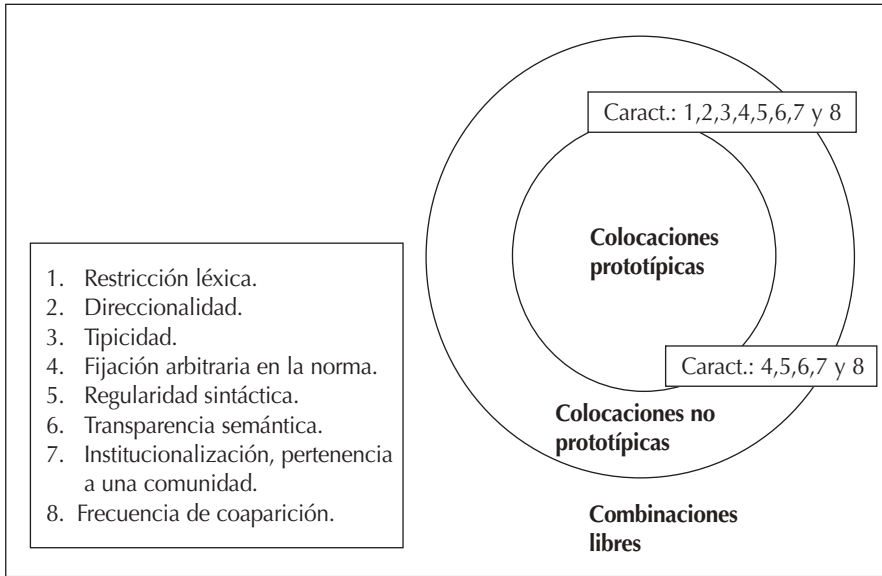 Caract.: 1,2,3,4,5,6,7 y 8
Colocaciones
prototípicas
1. Restricción léxica.
2. Direccionalidad.
3. Tipicidad.
4. Fijación arbitraria en la norma.
5. Regularidad sintáctica.
6. Transparencia semántica.
7. Institucionalización, pertenencia
a una comunidad.
8. Frecuencia de coaparición.
Caract.: 4,5,6,7 y 8
Colocaciones no
prototípicas
Combinaciones
libres